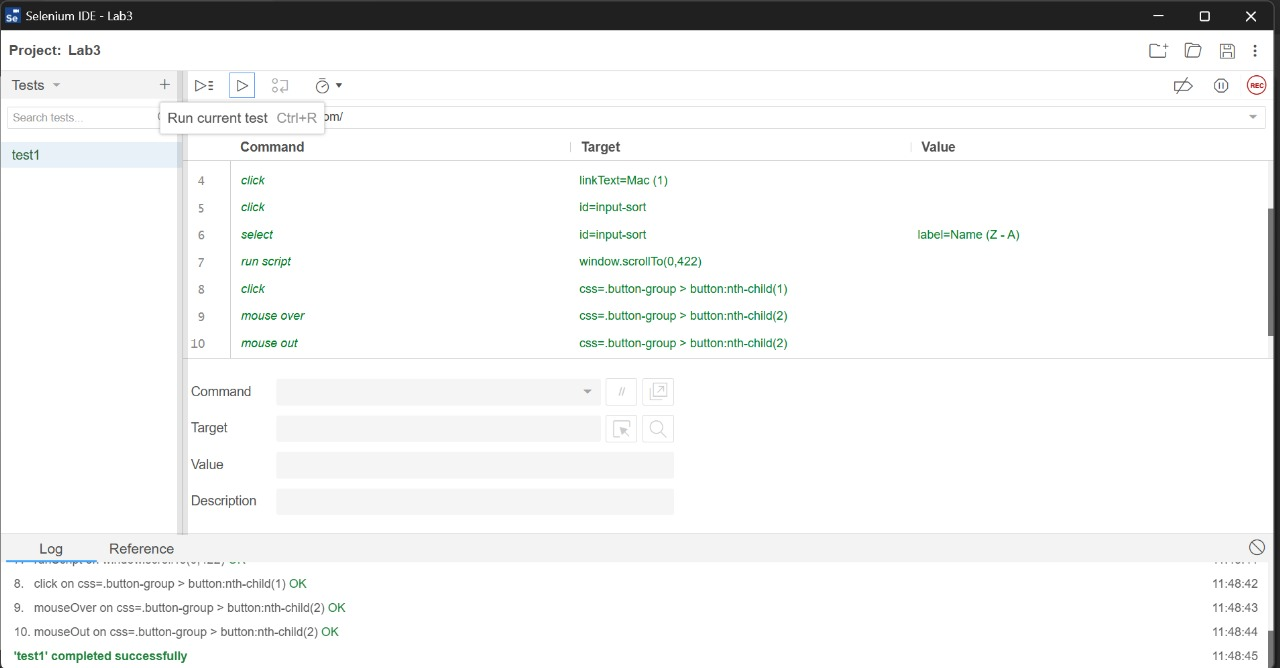 Selenium IDE - Lab3
Project: Lab3
Tests
REC
Search tests...
Run current test Ctrl+R
om/
Command Target Value
test1
4 click linkText=Mac (1)
5 click id=input-sort
6 select id=input-sort label=Name (Z - A)
7 run script window.scrollTo(0,422)
8 click css=.button-group > button:nth-child(1)
9 mouse over css=.button-group > button:nth-child(2)
10 mouse out css=.button-group > button:nth-child(2)
Command //
Target
Value
Description
Log Reference
8. click on css=.button-group > button:nth-child(1) OK 11:48:42
9. mouseOver on css=.button-group > button:nth-child(2) OK 11:48:43
10. mouseOut on css=.button-group > button:nth-child(2) OK 11:48:44
'test1' completed successfully 11:48:45